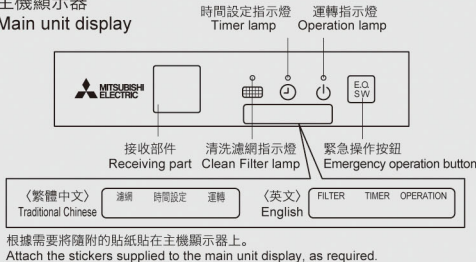 主機顯示器
Main unit display
時間設定指示燈
Timer lamp
運轉指示燈
Operation lamp
MITSUBISHI
ELECTRIC
E.O.
SW
接收部件
Receiving part
清洗濾網指示燈
Clean Filter lamp
緊急操作按鈕
Emergency operation button
〈繁體中文〉
Traditional Chinese
濾網 時間設定 運轉
〈英文〉
English
FILTER TIMER OPERATION
根據需要將隨附的貼紙貼在主機顯示器上。
Attach the stickers supplied to the main unit display, as required.